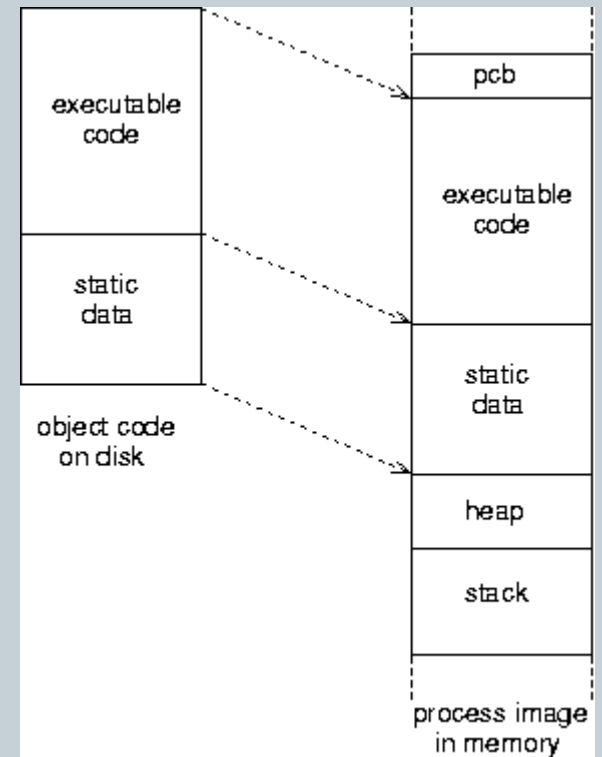 executable
code
static
data
object code
on disk
pcb
executable
code
static
data
heap
stack
process image
in memory